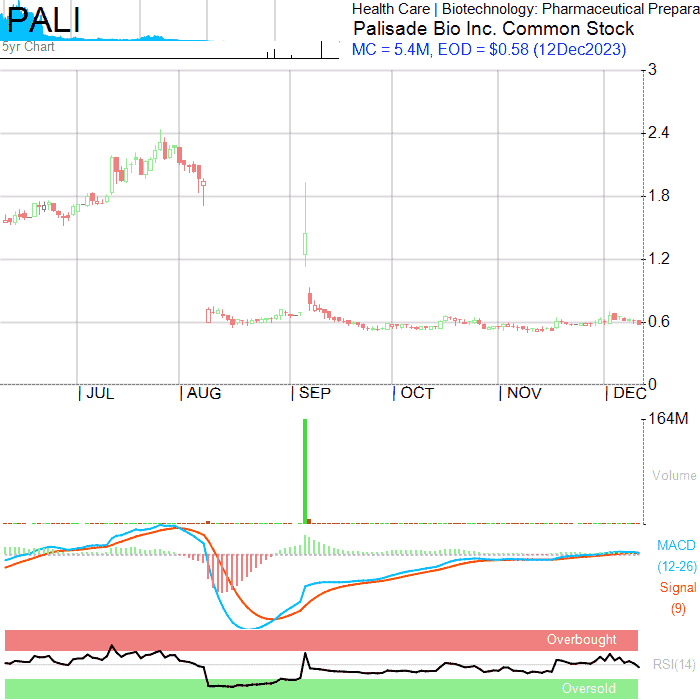 PALI
Health Care | Biotechnology: Pharmaceutical Prepara
Palisade Bio Inc. Common Stock
5yr Chart
MC = 5.4M, EOD = $0.58 (12Dec2023)
3
2.4
1.8
1.2
0.6
0
| JUL | AUG | SEP | OCT | NOV | DEC
164M
Volume
MACD
(12-26)
Signal
(9)
Overbought
RSI(14)
Oversold